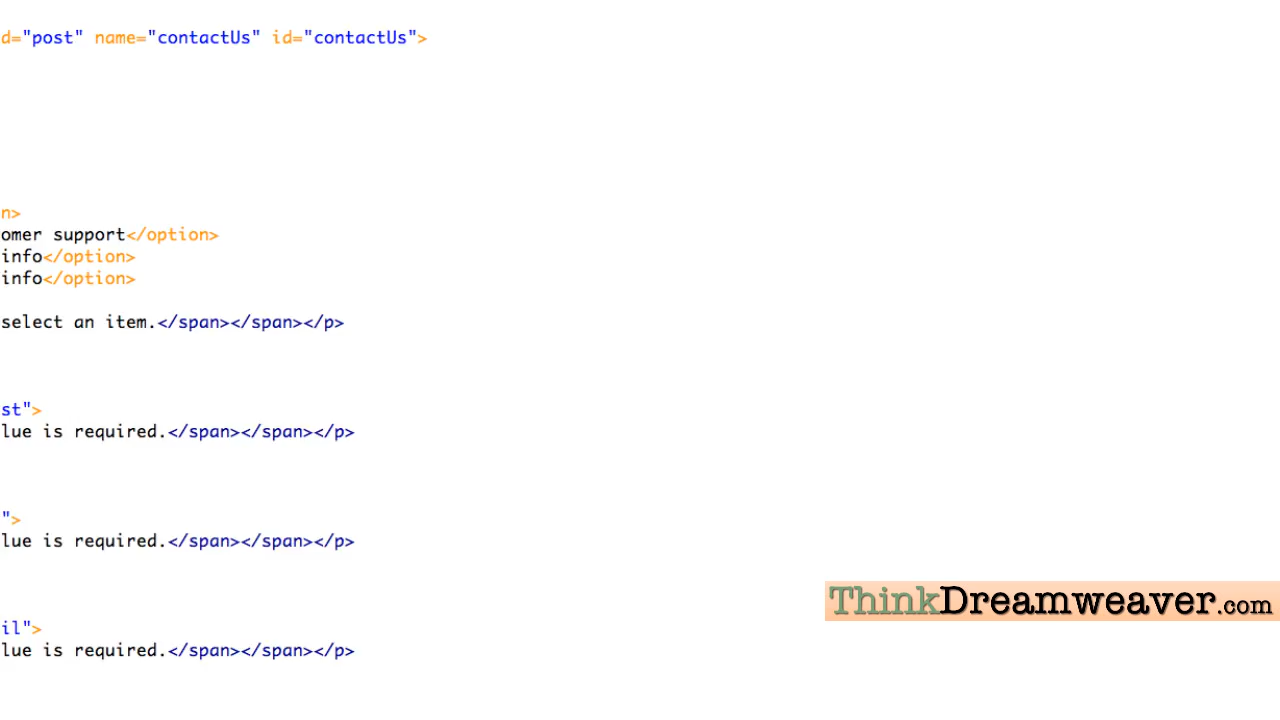 d="post" name="contactUs" id="contactUs">
n>
omer support</option>
info</option>
info</option>
select an item.</span></span></p>
st">
lue is required.</span></span></p>
">
lue is required.</span></span></p>
ThinkDreamweaver.com
il">
lue is required.</span></span></p>